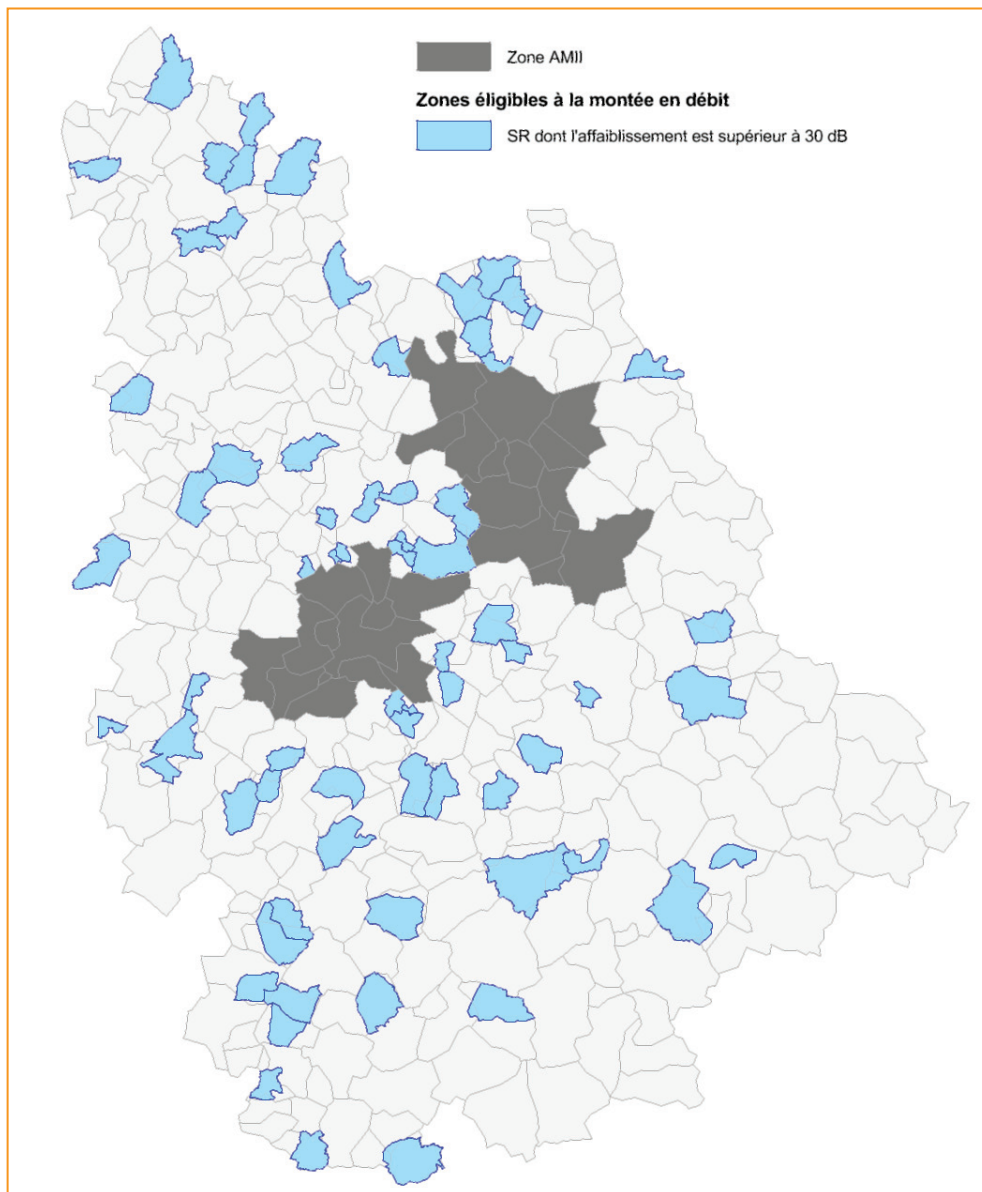 Zone AMII
Zones éligibles à la montée en débit
SR dont l'affaiblissement est supérieur à 30 dB